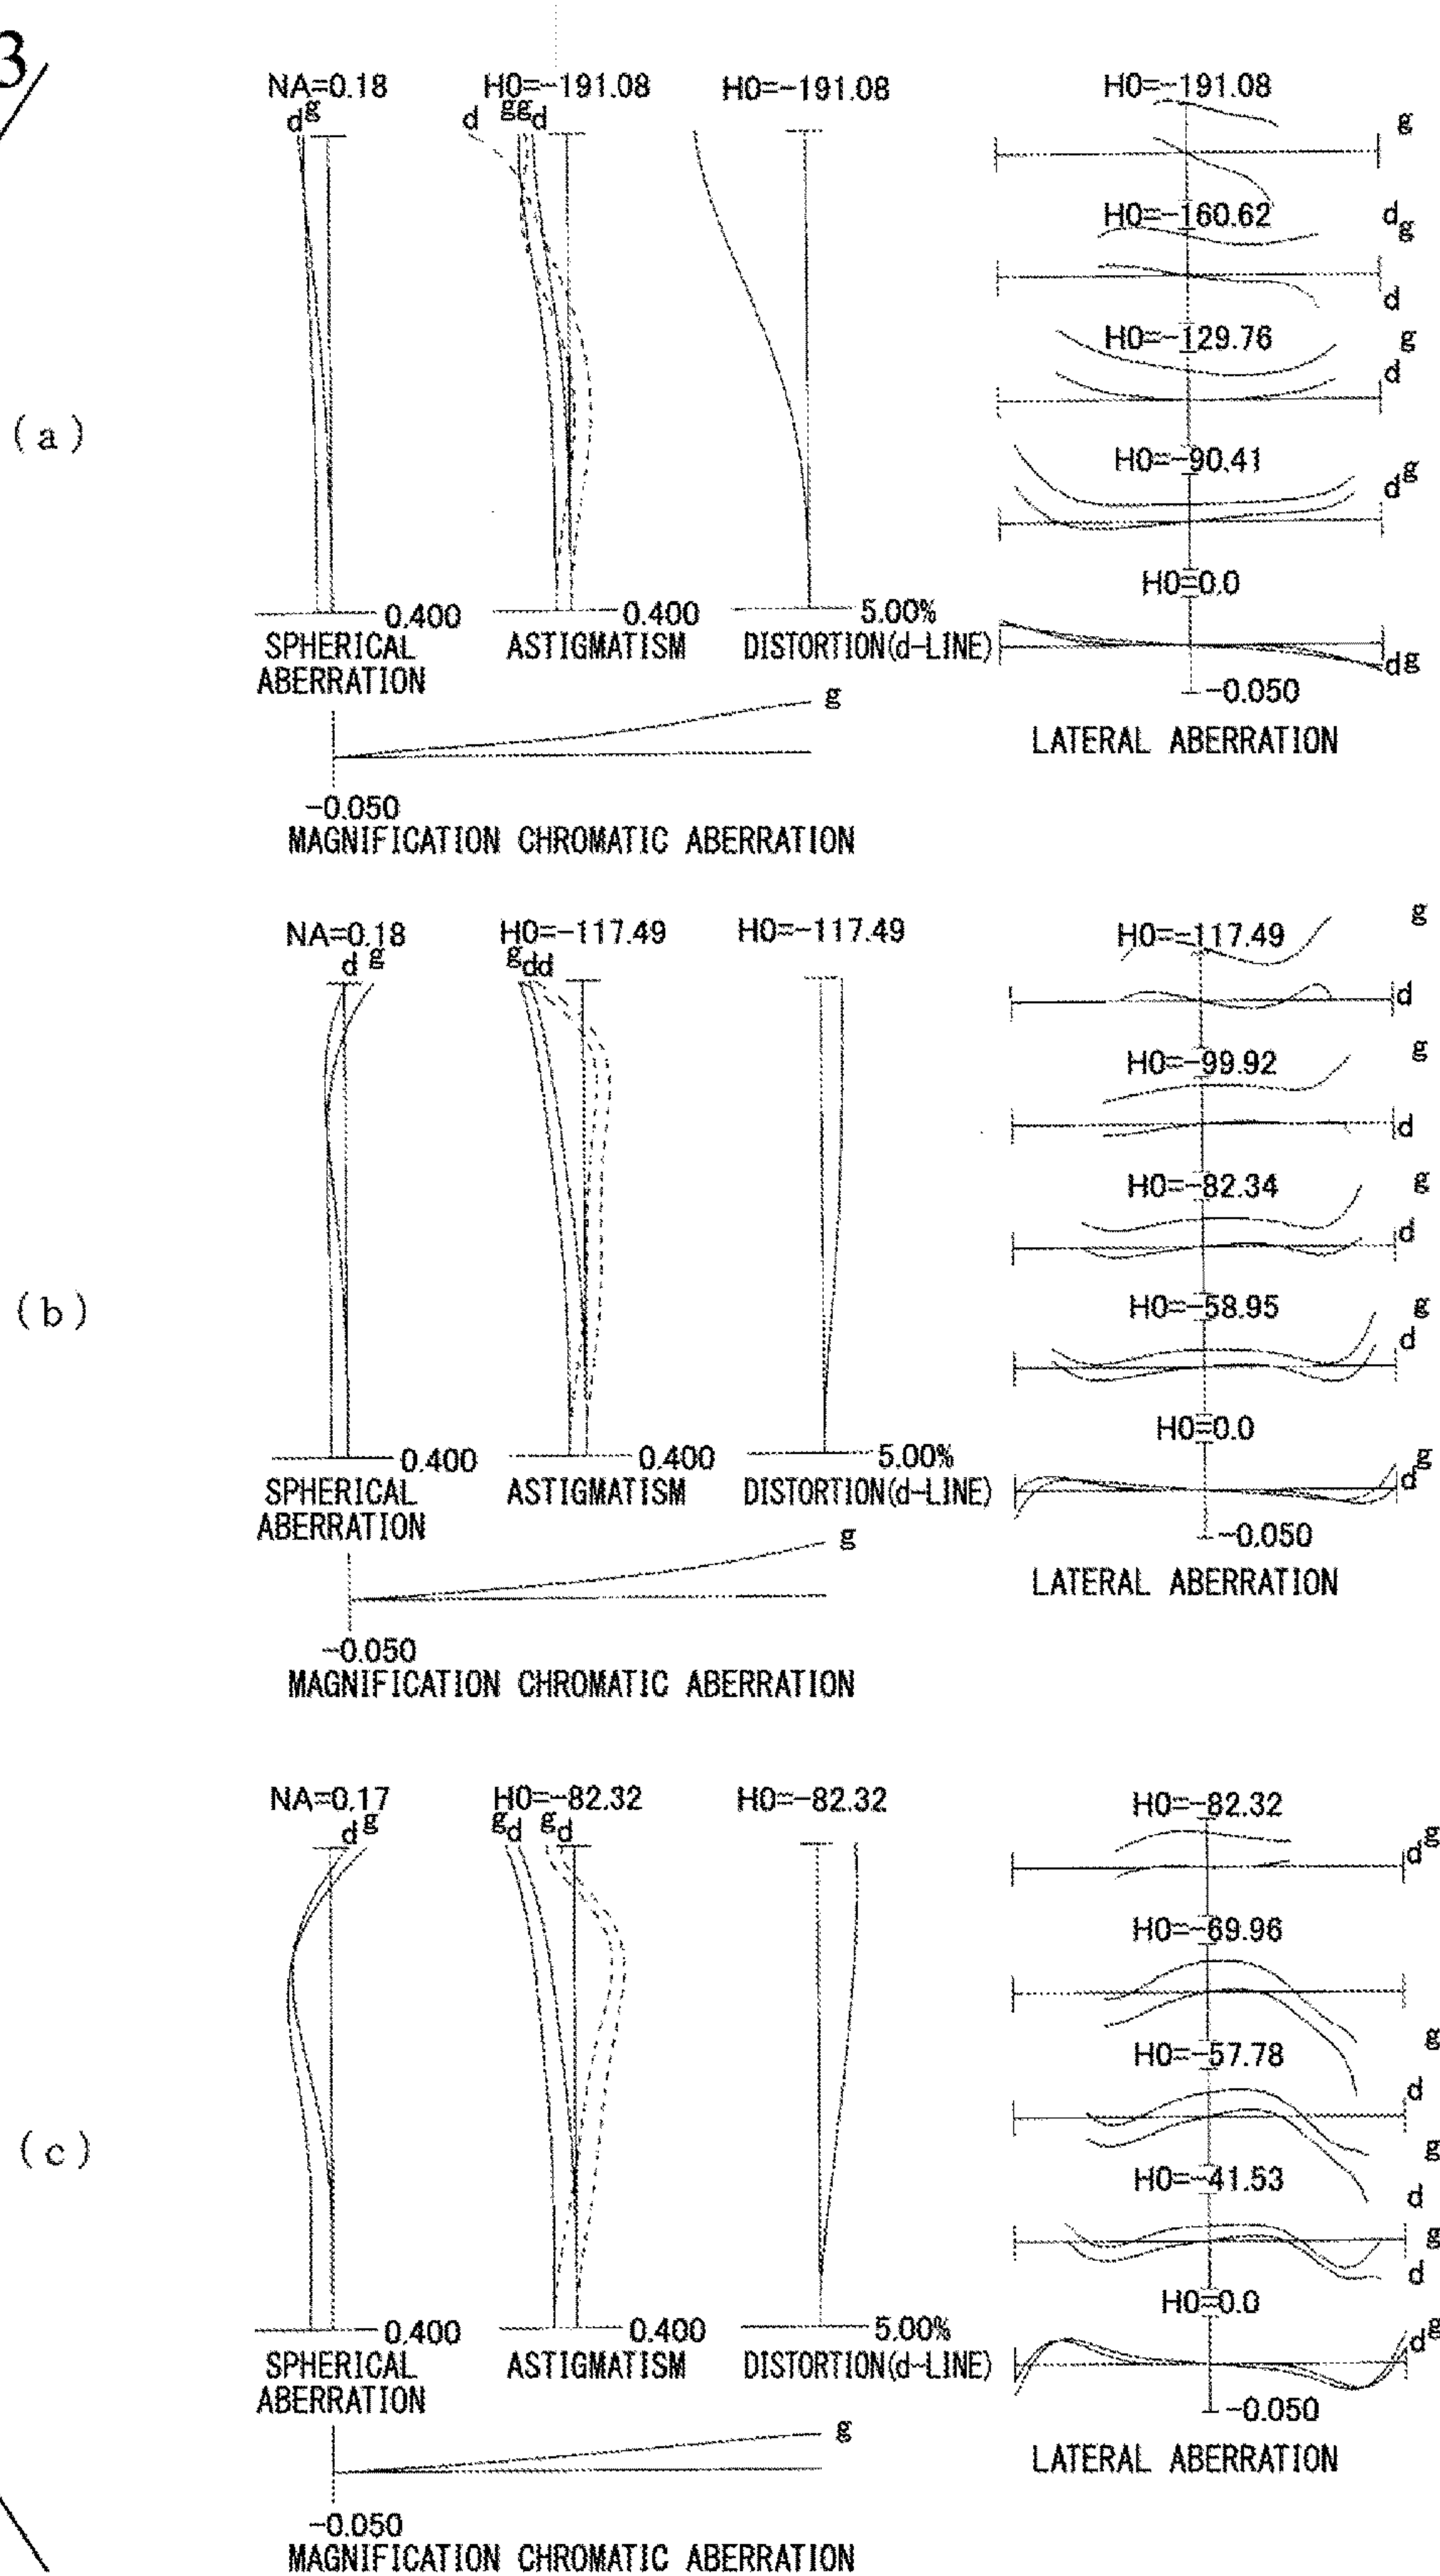 3
NA=0.18 H0=-191.08 H0=-191.08 H0=-191.08
d g d g g d g
H0=-160.62 d g
d
H0=-129.76 g
d
(a)
H0=-90.41 g
d
H0=0.0
0.400 0.400 5.00%
SPHERICAL ABERRATION ASTIGMATISM DISTORTION(d-LINE) d g
g -0.050
LATERAL ABERRATION
-0.050
MAGNIFICATION CHROMATIC ABERRATION
g
NA=0.18 H0=-117.49 H0=-117.49 H0=-117.49
d g g d d
d
H0=-99.92 g
d
H0=-82.34 g
d
(b)
H0=-58.95 g
d
H0=0.0
0.400 0.400 5.00% d g
SPHERICAL ABERRATION ASTIGMATISM DISTORTION(d-LINE)
g -0.050
LATERAL ABERRATION
-0.050
MAGNIFICATION CHROMATIC ABERRATION
NA=0.17 H0=-82.32 H0=-82.32 H0=-82.32
d g g d g d d g
H0=-69.96
g
H0=-57.78
d
(c)
g
H0=-41.53
d
g
d
H0=0.0
0.400 0.400 5.00% d g
SPHERICAL ABERRATION ASTIGMATISM DISTORTION(d-LINE)
-0.050
g
LATERAL ABERRATION
-0.050
MAGNIFICATION CHROMATIC ABERRATION